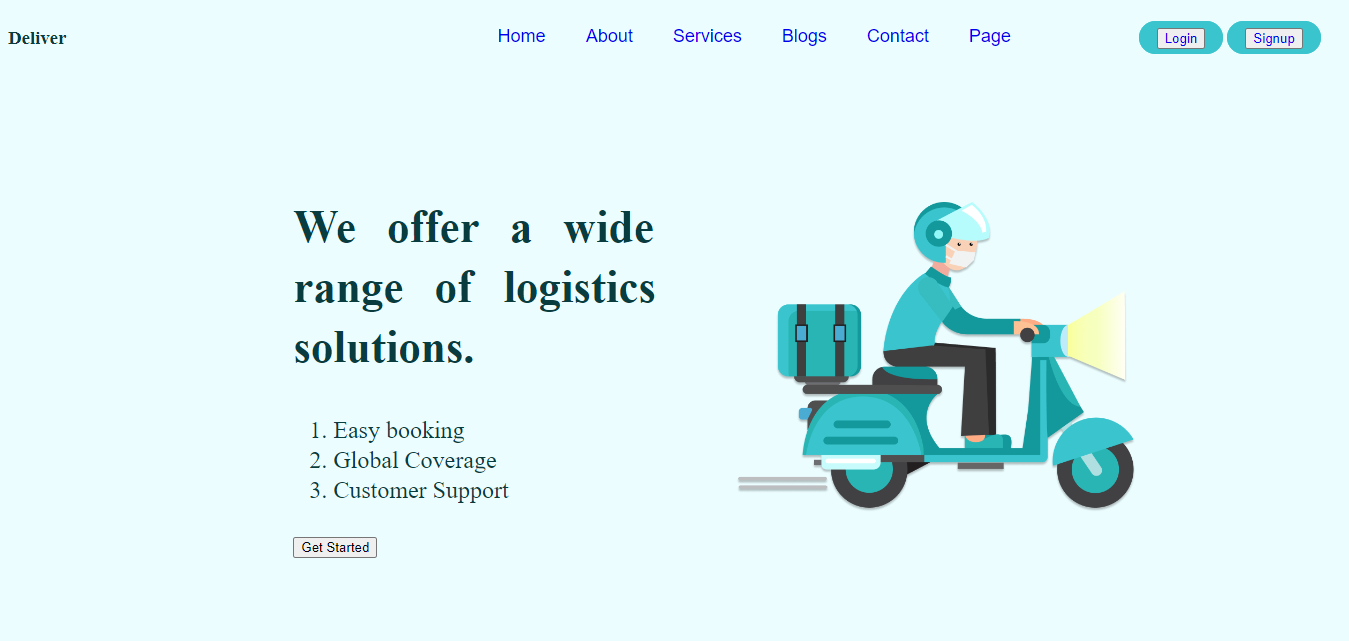 Deliver
Home About Services Blogs Contact Page
Login Signup
We offer a wide
range of logistics
solutions.
1. Easy booking
2. Global Coverage
3. Customer Support
Get Started